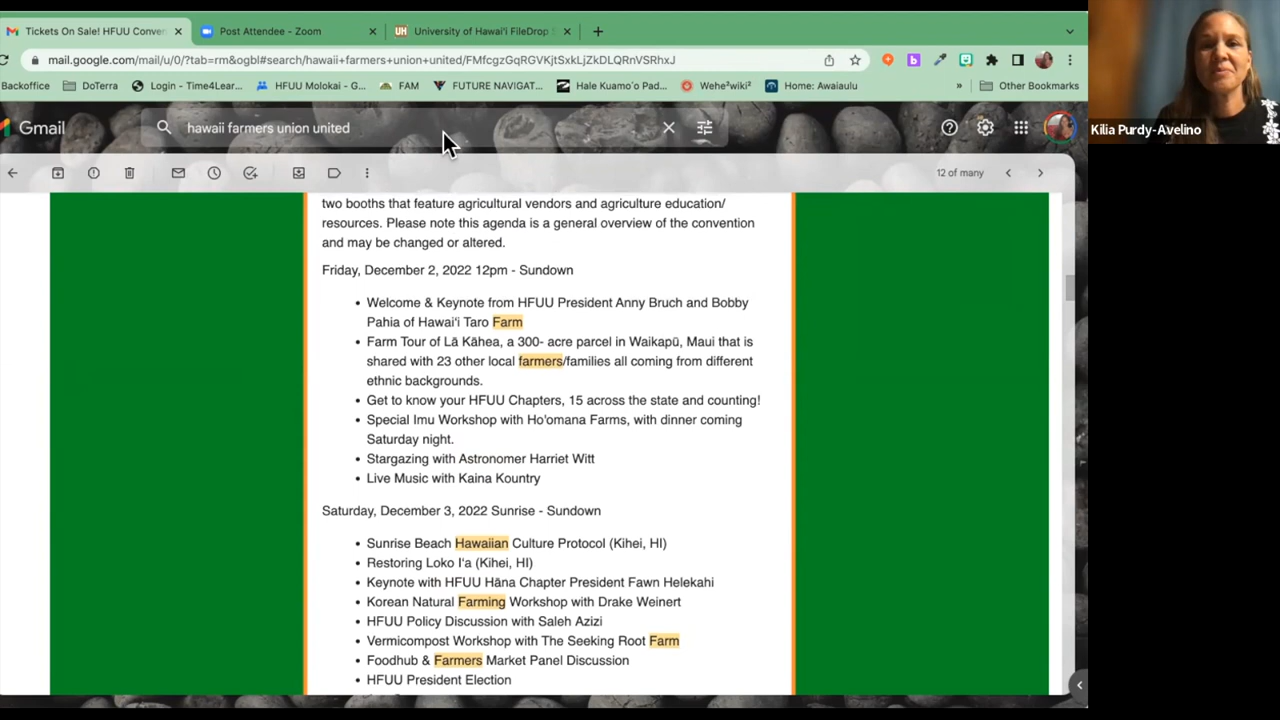 Tickets On Sale! HFUU Conven
Post Attendee - Zoom
University of Hawai'i FileDrop S
mail.google.com/mail/u/0/?tab=rm&ogbl#search/hawaii+farmers+union+united/FMfcgzGqRGVKjtSxkLjZkDLQRnVSRhxJ
Backoffice
DoTerra
Login - Time4Lear...
HFUU Molokai - G...
FAM
FUTURE NAVIGAT...
Hale Kuamoʻo Pad...
Wehe²wiki²
Home: Awaiaulu
»
Other Bookmarks
Kilia Purdy-Avelino
Gmail
hawaii farmers union united
12 of many
two booths that feature agricultural vendors and agriculture education/
resources. Please note this agenda is a general overview of the convention
and may be changed or altered.
Friday, December 2, 2022 12pm - Sundown
• Welcome & Keynote from HFUU President Anny Bruch and Bobby
Pahia of Hawai'i Taro Farm
• Farm Tour of Lā Kāhea, a 300- acre parcel in Waikapū, Maui that is
shared with 23 other local farmers/families all coming from different
ethnic backgrounds.
• Get to know your HFUU Chapters, 15 across the state and counting!
• Special Imu Workshop with Ho'omana Farms, with dinner coming
Saturday night.
• Stargazing with Astronomer Harriet Witt
• Live Music with Kaina Kountry
Saturday, December 3, 2022 Sunrise - Sundown
• Sunrise Beach Hawaiian Culture Protocol (Kihei, HI)
• Restoring Loko I'a (Kihei, HI)
• Keynote with HFUU Hāna Chapter President Fawn Helekahi
• Korean Natural Farming Workshop with Drake Weinert
• HFUU Policy Discussion with Saleh Azizi
• Vermicompost Workshop with The Seeking Root Farm
• Foodhub & Farmers Market Panel Discussion
• HFUU President Election